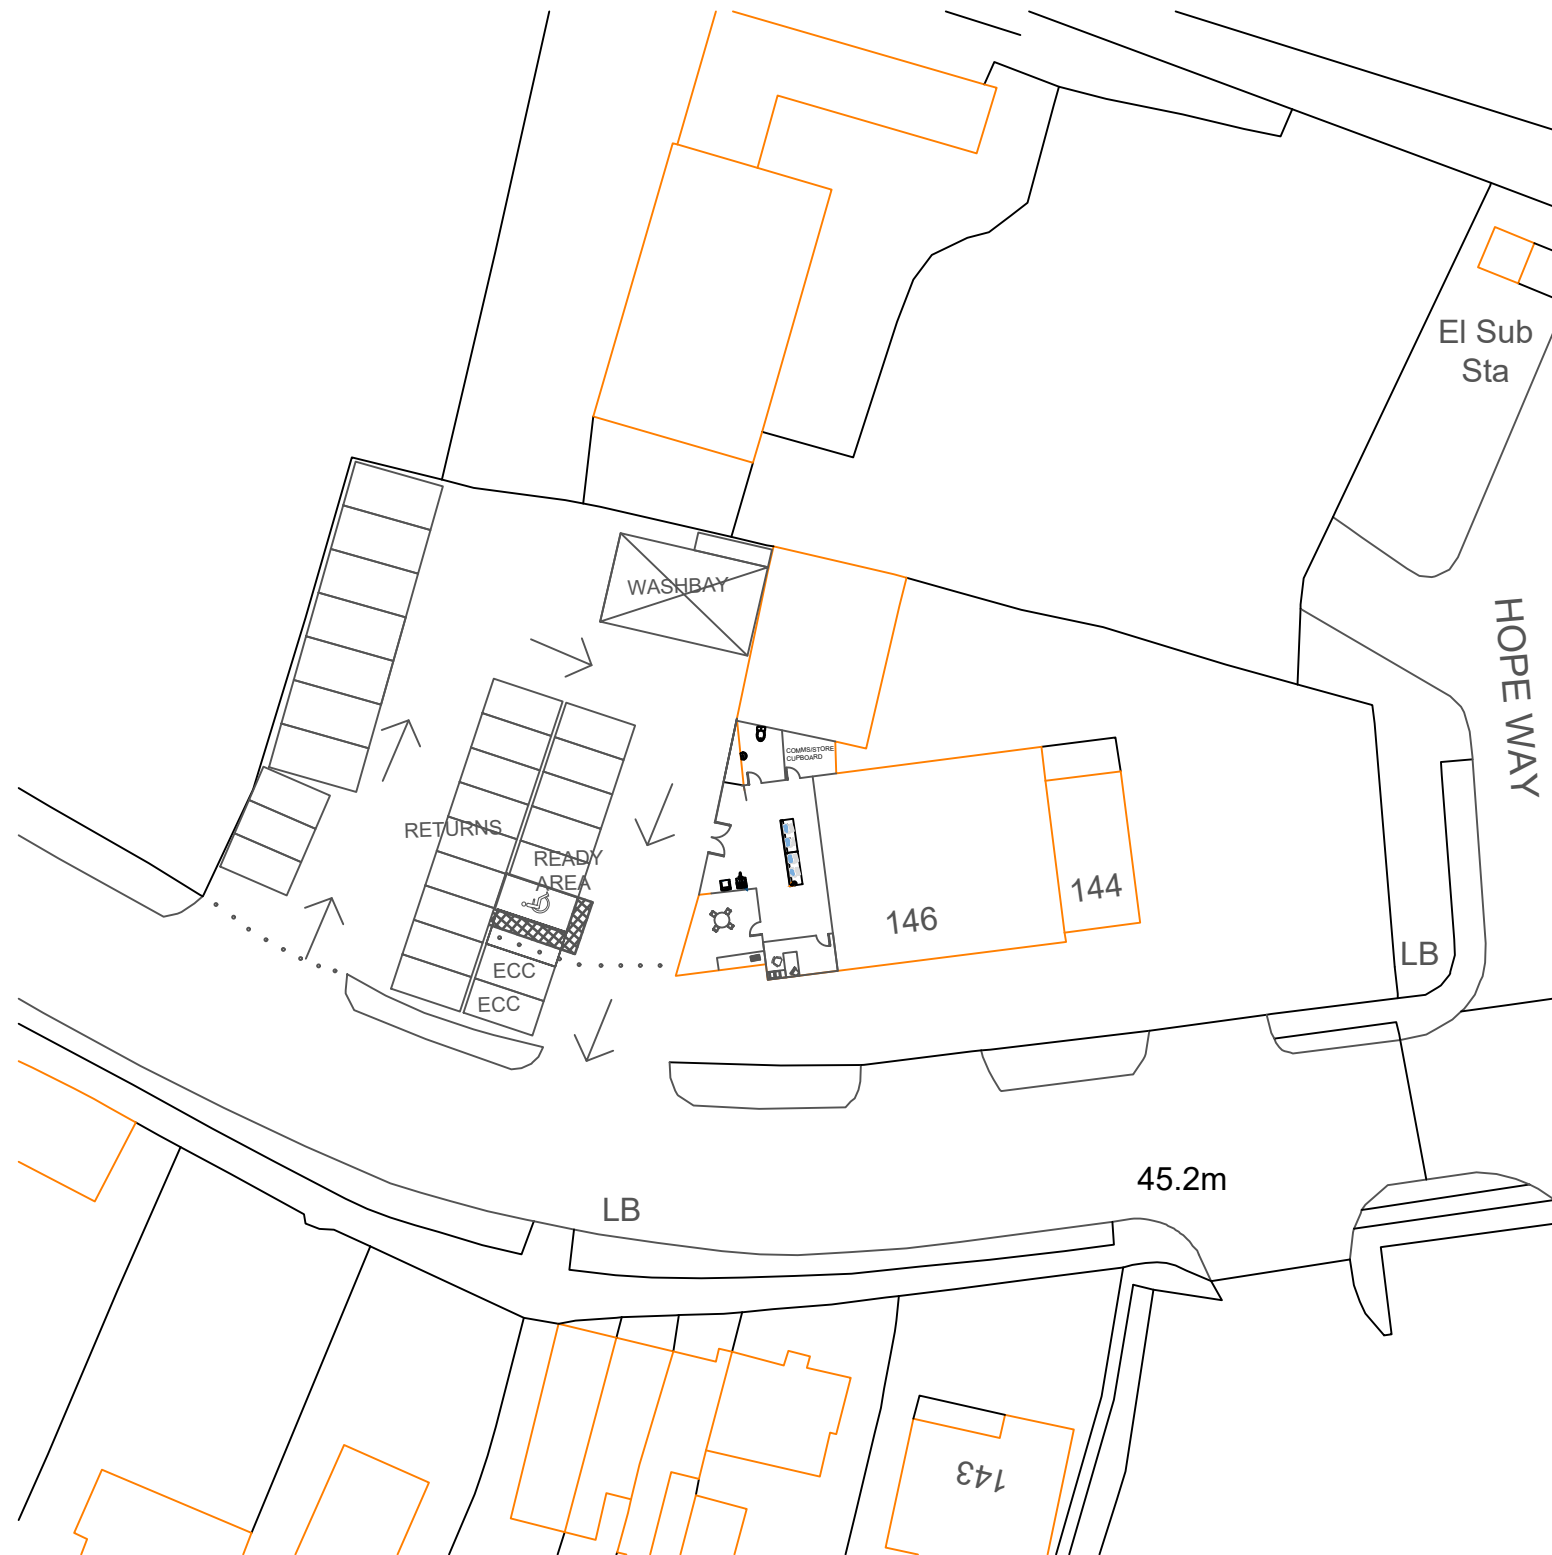 El Sub
Sta
HOPE WAY
WASHBAY
COMMS/STORE
CUPBOARD
RETURNS
READY
AREA
144
146
LB
ECC
ECC
45.2m
LB
143